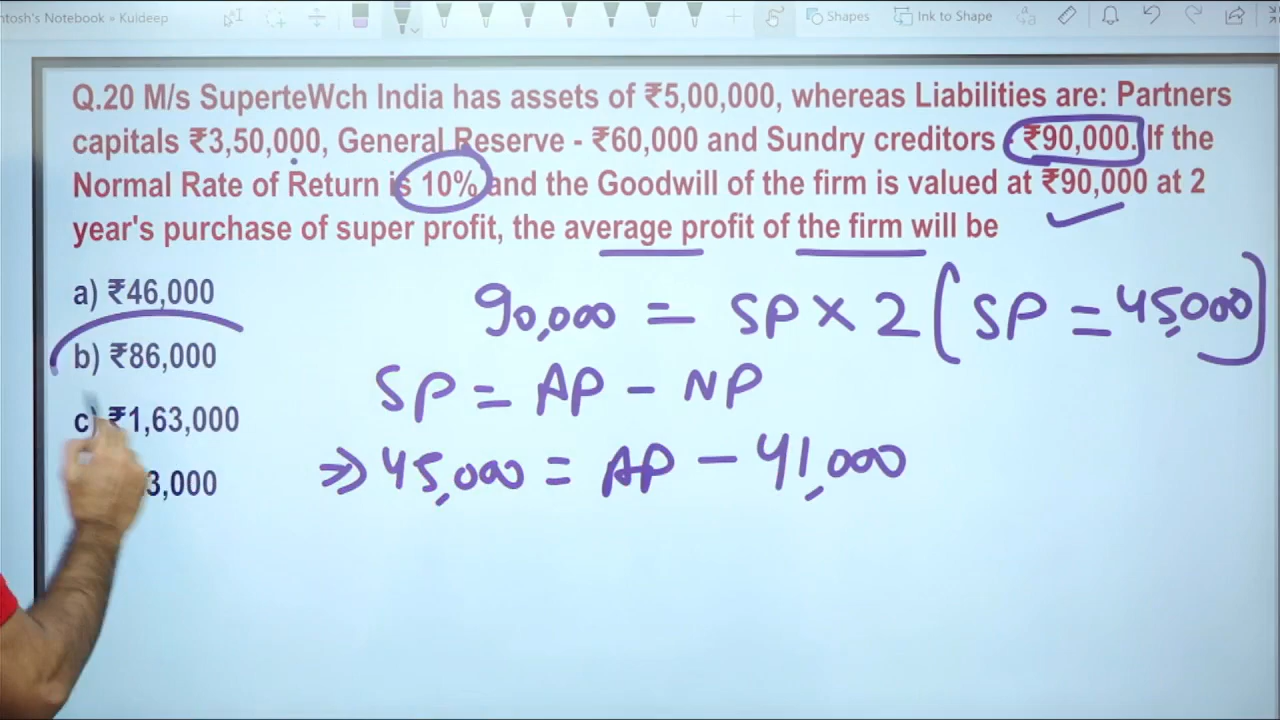 ntosh's Notebook » Kuldeep
Shapes
Ink to Shape
Q.20 M/s SuperteWch India has assets of ₹5,00,000, whereas Liabilities are: Partners
capitals ₹3,50,000, General Reserve - ₹60,000 and Sundry creditors - ₹90,000. If the
Normal Rate of Return is 10% and the Goodwill of the firm is valued at ₹90,000 at 2
year's purchase of super profit, the average profit of the firm will be
a) ₹46,000
b) ₹86,000
c) ₹1,63,000
3,000
90,000 = SP × 2 (SP = 45,000)
SP = AP - NP
⇒ 45,000 = AP - 41,000